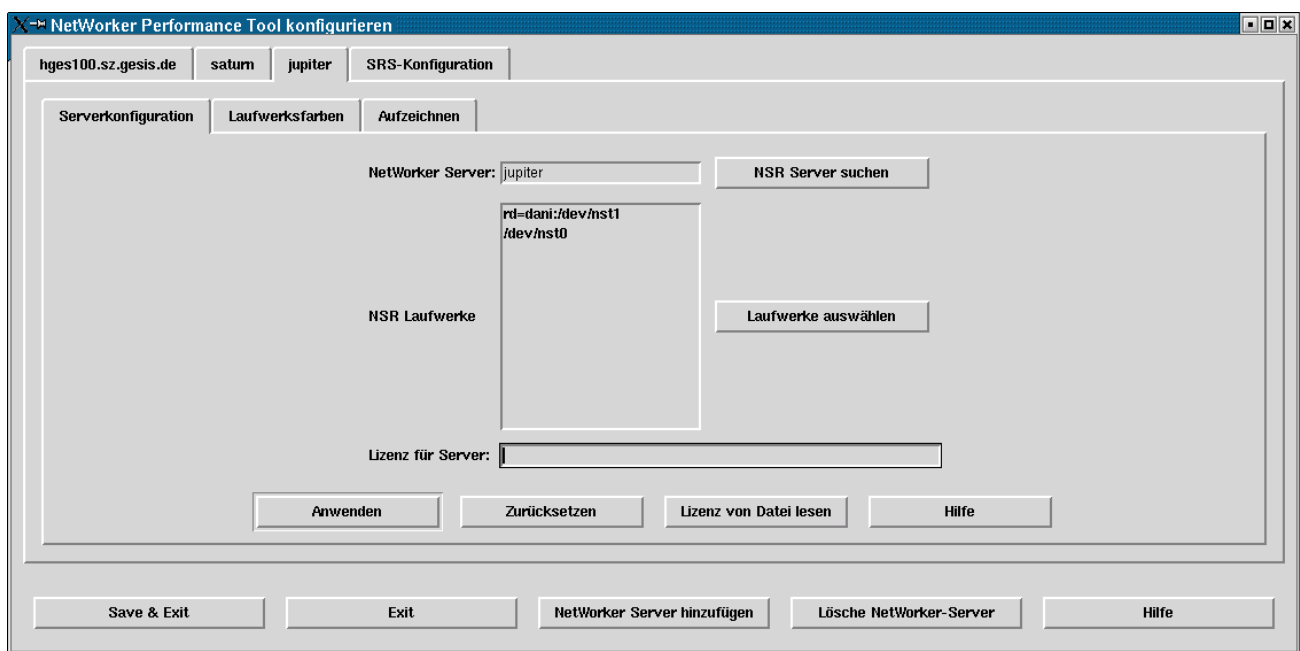 NetWorker Performance Tool konfigurieren
hges100.sz.gesis.de saturn jupiter SRS-Konfiguration
Serverkonfiguration Laufwerksfarben Aufzeichnen
NetWorker Server: jupiter NSR Server suchen
rd=dani:/dev/nst1
/dev/nst0
NSR Laufwerke Laufwerke auswählen
Lizenz für Server:
Anwenden Zurücksetzen Lizenz von Datei lesen Hilfe
Save & Exit Exit NetWorker Server hinzufügen Lösche NetWorker-Server Hilfe